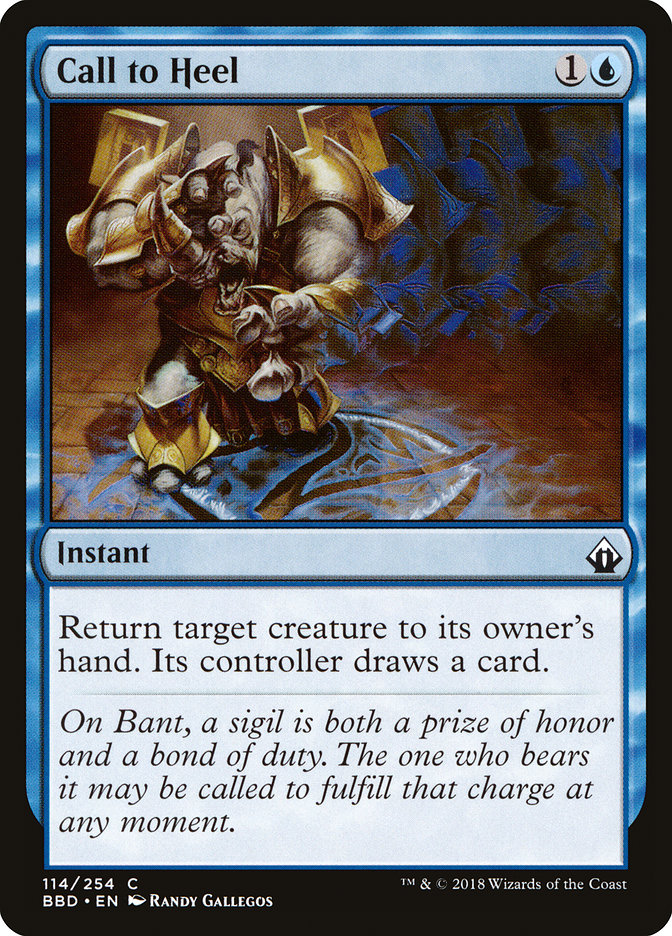 Call to Heel 1
Instant
Return target creature to its owner's
hand. Its controller draws a card.
On Bant, a sigil is both a prize of honor
and a bond of duty. The one who bears
it may be called to fulfill that charge at
any moment.
114/254 C
™ & © 2018 Wizards of the Coast
BBD • EN Randy Gallegos